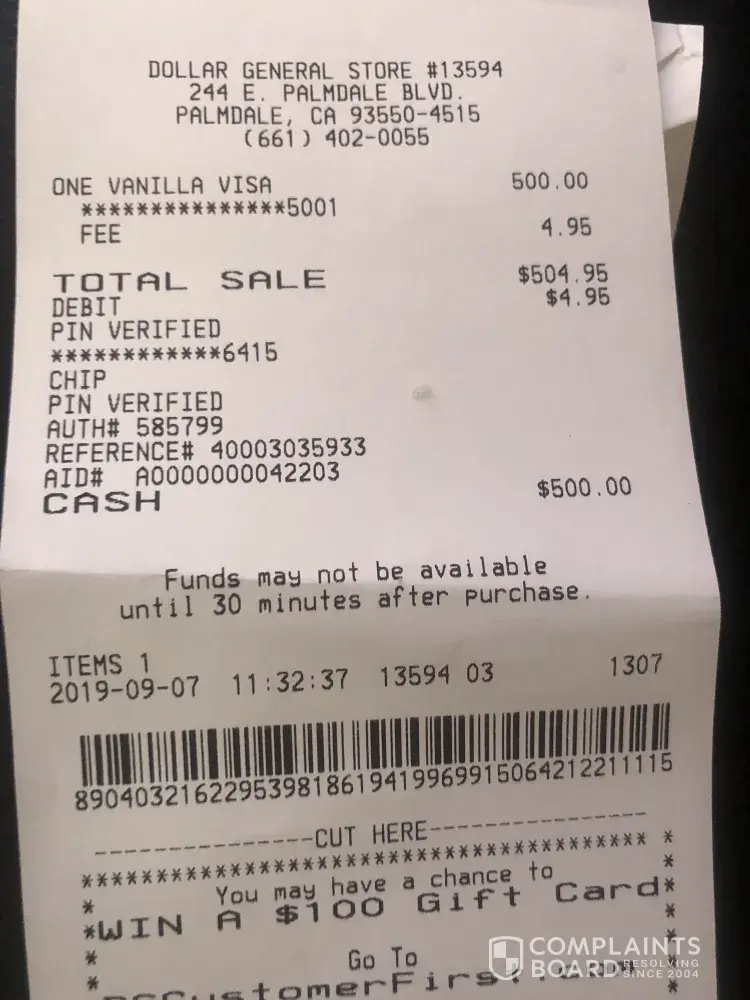 DOLLAR GENERAL STORE #13594
244 E. PALMDALE BLVD.
PALMDALE, CA 93550-4515
(661) 402-0055
ONE VANILLA VISA 500.00
***************5001
FEE 4.95
TOTAL SALE $504.95
DEBIT $4.95
PIN VERIFIED
************6415
CHIP
PIN VERIFIED
AUTH# 585799
REFERENCE# 40003035933
AID# A0000000042203
CASH $500.00
Funds may not be available
until 30 minutes after purchase.
ITEMS 1
2019-09-07 11:32:37 13594 03 1307
890403216229539818619419969915064212211115
----------------CUT HERE----------------
You may have a chance to
*WIN A $100 Gift Card*
Go To
COMPLAINTS
BOARD RESOLVING SINCE 2004